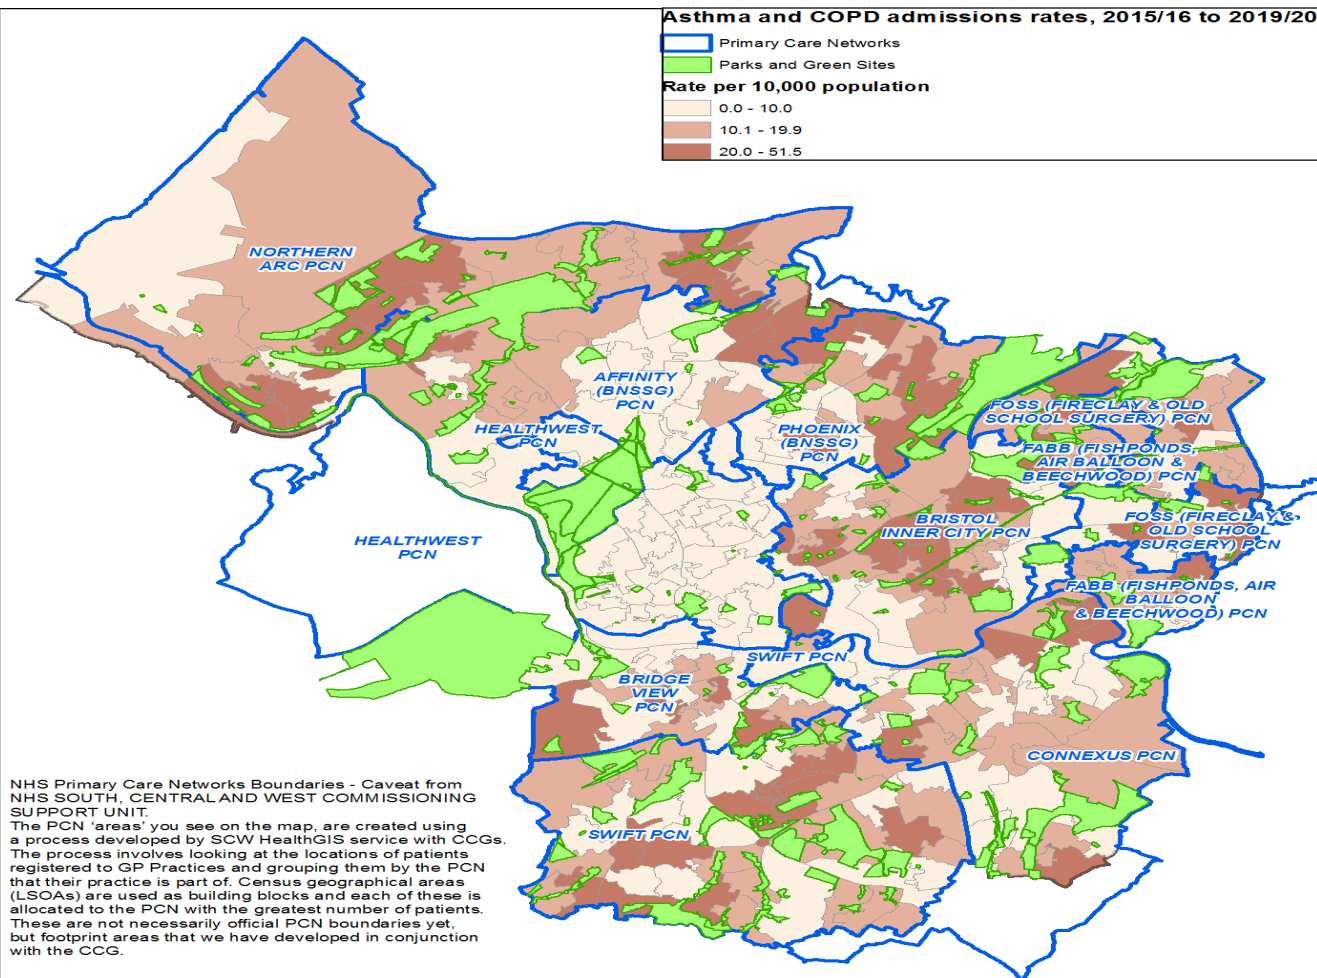 Asthma and COPD admissions rates, 2015/16 to 2019/20
Primary Care Networks
Parks and Green Sites
Rate per 10,000 population
0.0 - 10.0
10.1 - 19.9
20.0 - 51.5
NORTHERN
ARC PCN
AFFINITY
(BNSSG)
PCN
HEALTHWEST
PCN
PHOENIX
(BNSSG)
PCN
FOSS (FIRECLAY & OLD
SCHOOL SURGERY) PCN
FABB (FISHPONDS,
AIR BALLOON &
BEECHWOOD) PCN
BRISTOL
INNER CITY PCN
FOSS (FIRECLAY &
OLD SCHOOL
SURGERY) PCN
HEALTHWEST
PCN
FABB (FISHPONDS, AIR
BALLOON
& BEECHWOOD) PCN
SWIFT PCN
BRIDGE
VIEW
PCN
CONNEXUS PCN
SWIFT PCN
NHS Primary Care Networks Boundaries - Caveat from
NHS SOUTH, CENTRAL AND WEST COMMISSIONING
SUPPORT UNIT.
The PCN 'areas' you see on the map, are created using
a process developed by SCW HealthGIS service with CCGs.
The process involves looking at the locations of patients
registered to GP Practices and grouping them by the PCN
that their practice is part of. Census geographical areas
(LSOAs) are used as building blocks and each of these is
allocated to the PCN with the greatest number of patients.
These are not necessarily official PCN boundaries yet,
but footprint areas that we have developed in conjunction
with the CCG.